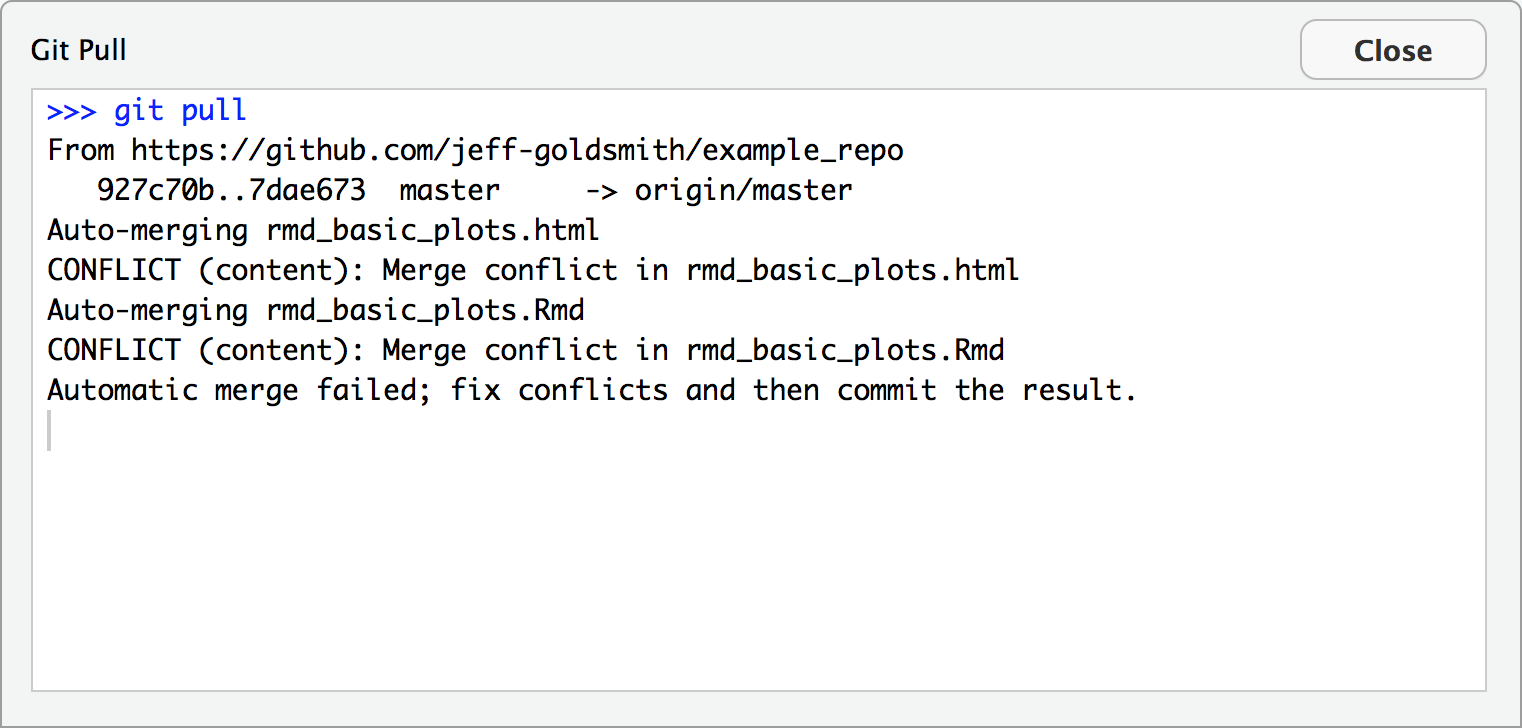 Git Pull
Close
>>> git pull
From https://github.com/jeff-goldsmith/example_repo
   927c70b..7dae673  master     -> origin/master
Auto-merging rmd_basic_plots.html
CONFLICT (content): Merge conflict in rmd_basic_plots.html
Auto-merging rmd_basic_plots.Rmd
CONFLICT (content): Merge conflict in rmd_basic_plots.Rmd
Automatic merge failed; fix conflicts and then commit the result.